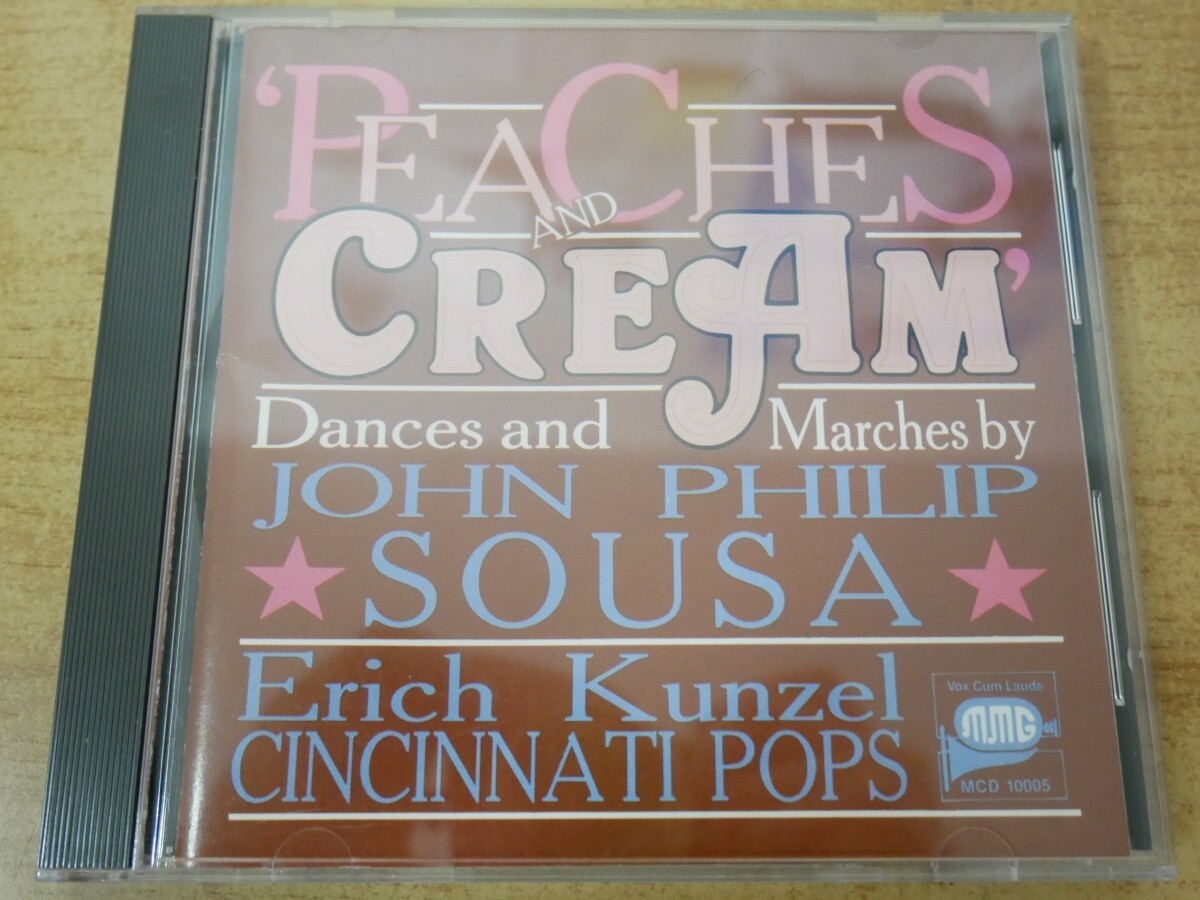 'PEACHES
AND
CREAM'
Dances and Marches by
JOHN PHILIP
SOUSA
Erich Kunzel
CINCINNATI POPS
Vox Cum Laude
MMG
MCD 10005